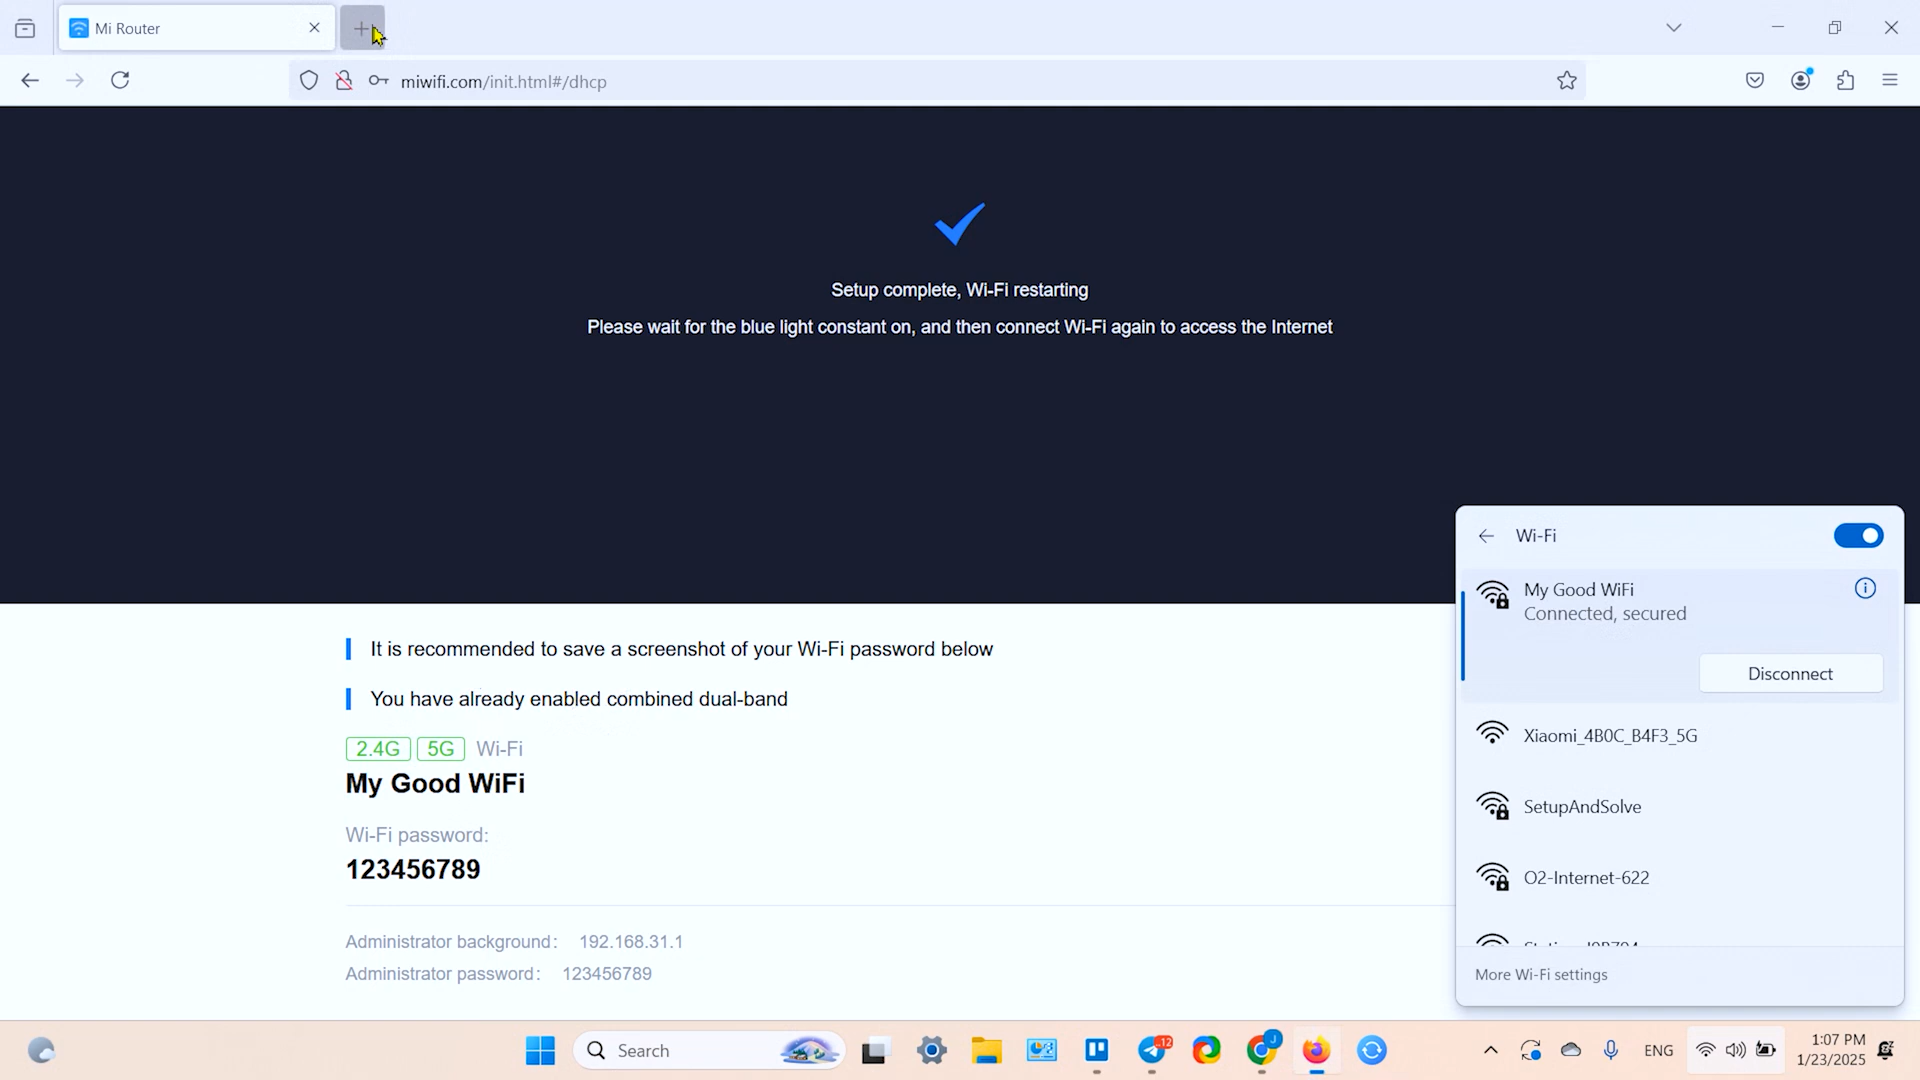 Mi Router
miwifi.com/init.html#/dhcp
Setup complete, Wi-Fi restarting
Please wait for the blue light constant on, and then connect Wi-Fi again to access the Internet
It is recommended to save a screenshot of your Wi-Fi password below
You have already enabled combined dual-band
2.4G 5G Wi-Fi
My Good WiFi
Wi-Fi password:
123456789
Administrator background: 192.168.31.1
Administrator password: 123456789
Wi-Fi
My Good WiFi
Connected, secured
Disconnect
Xiaomi_4B0C_B4F3_5G
SetupAndSolve
O2-Internet-622
More Wi-Fi settings
Search
12
J
ENG
1:07 PM
1/23/2025